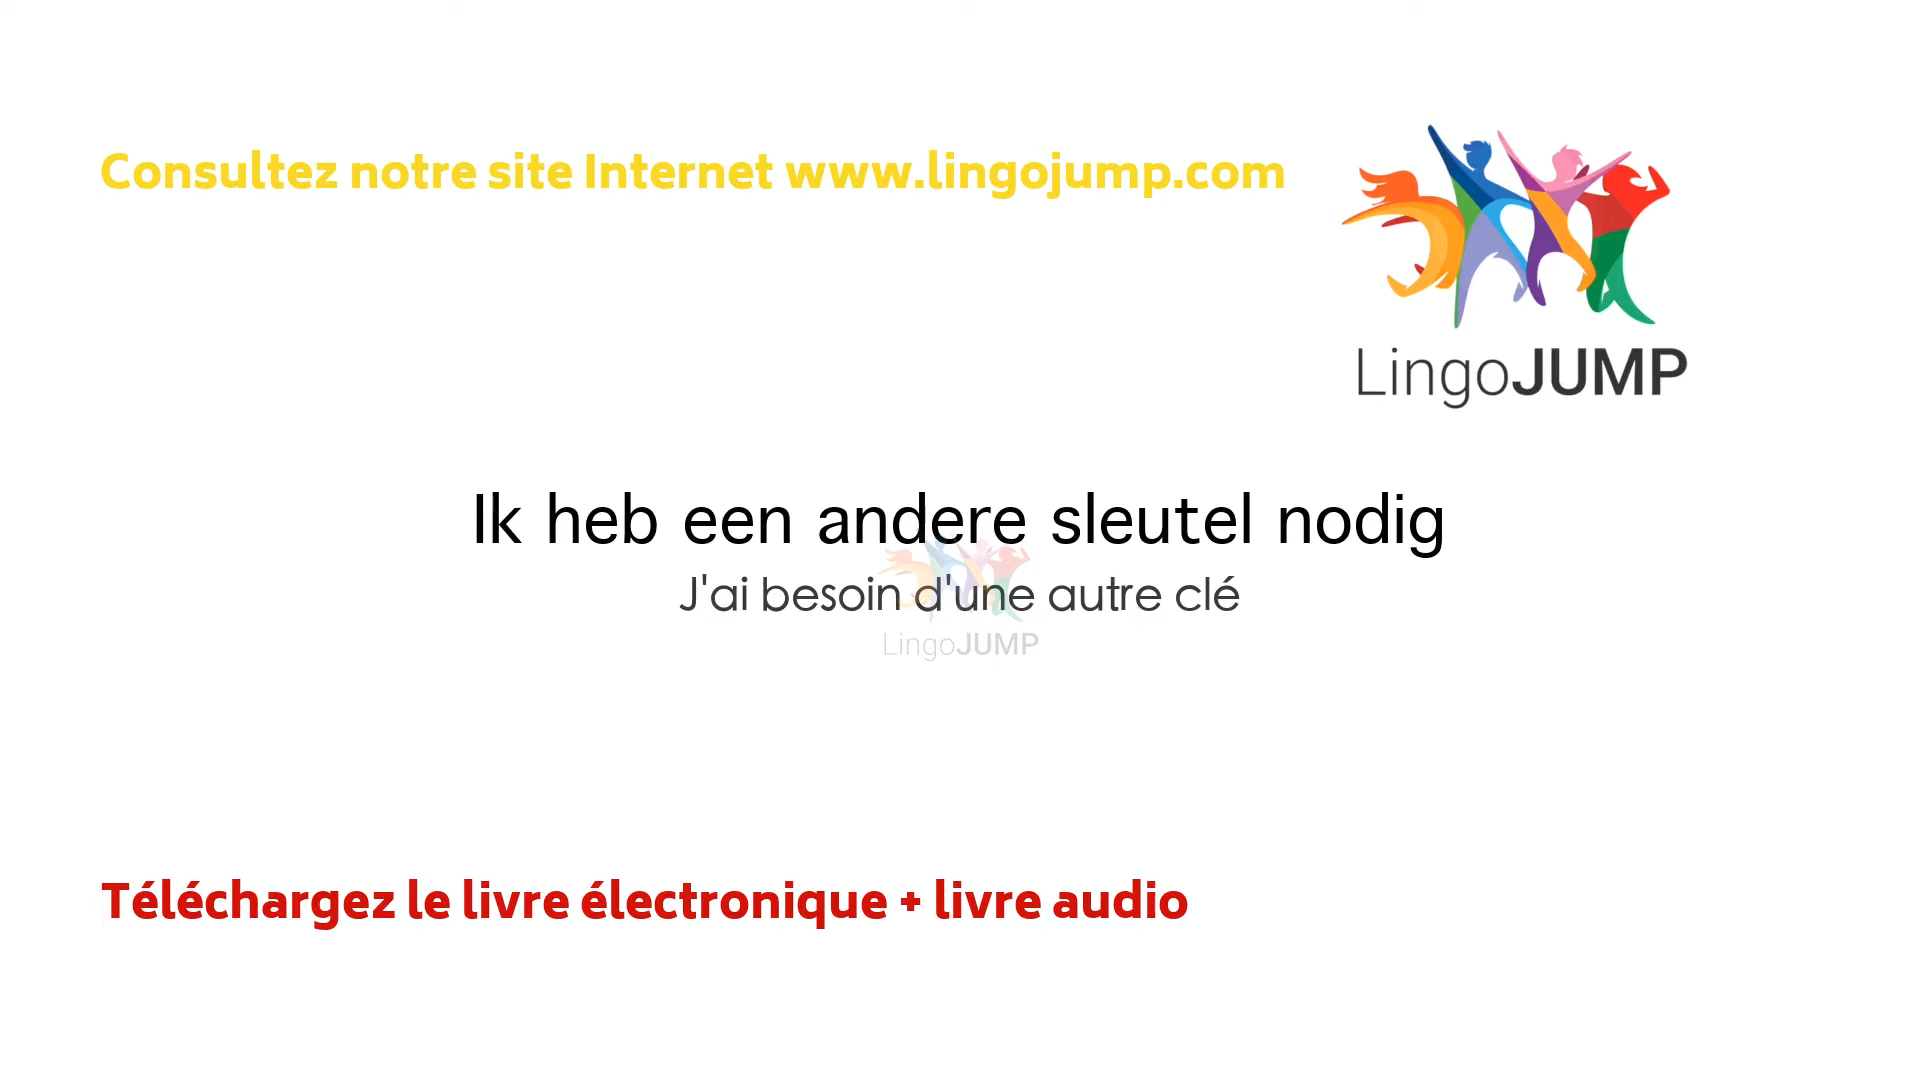 Consultez notre site Internet www.lingojump.com
LingoJUMP
Ik heb een andere sleutel nodig
J'ai besoin d'une autre clé
LingoJUMP
Téléchargez le livre électronique + livre audio